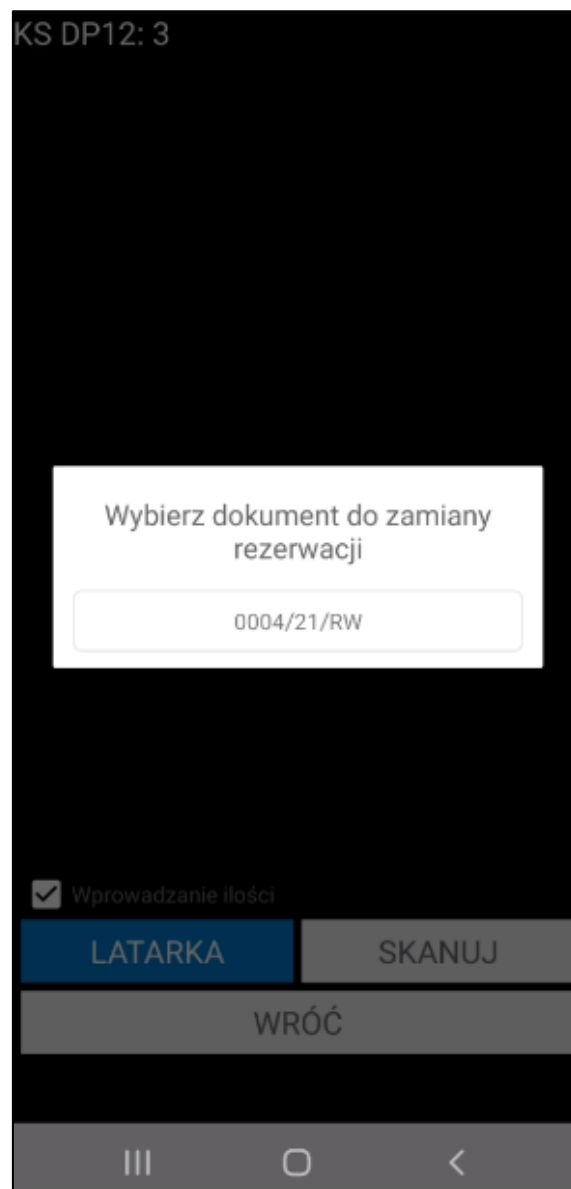 KS DP12: 3
Wybierz dokument do zamiany
rezerwacji
0004/21/RW
Wprowadzanie ilości
LATARKA
SKANUJ
WRÓĆ